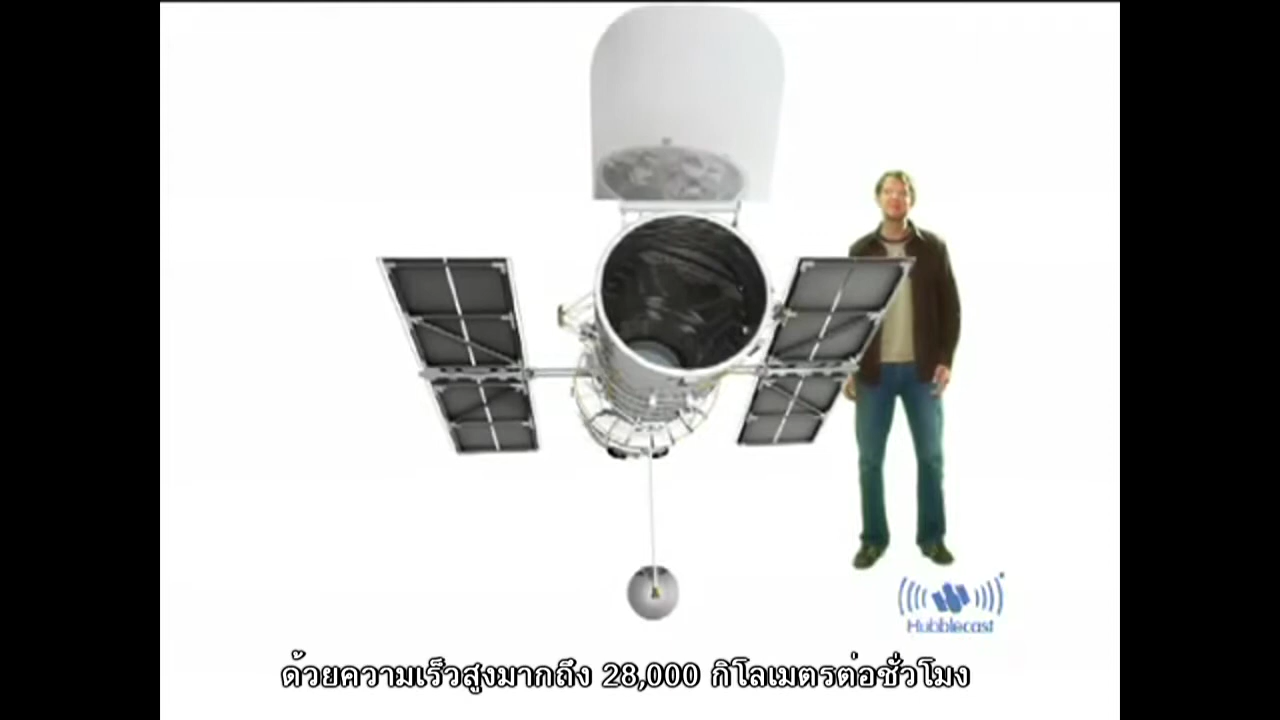 Hubblecast
ด้วยความเร็วสูงมากถึง 28,000 กิโลเมตรต่อชั่วโมง